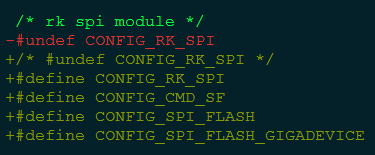 /* rk spi module */
-#undef CONFIG_RK_SPI
+/* #undef CONFIG_RK_SPI */
+#define CONFIG_RK_SPI
+#define CONFIG_CMD_SF
+#define CONFIG_SPI_FLASH
+#define CONFIG_SPI_FLASH_GIGADEVICE